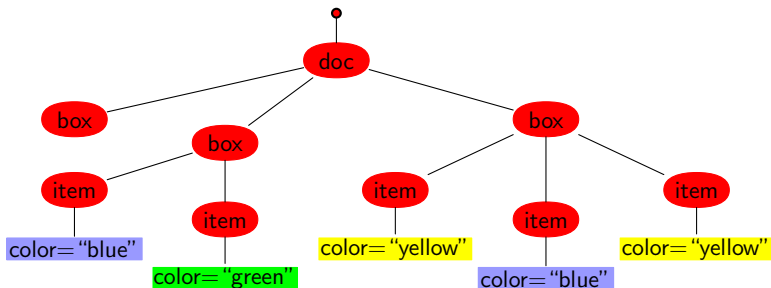 doc
box
box
box
item
item
item
item
item
color=“blue”
color=“green”
color=“yellow”
color=“blue”
color=“yellow”